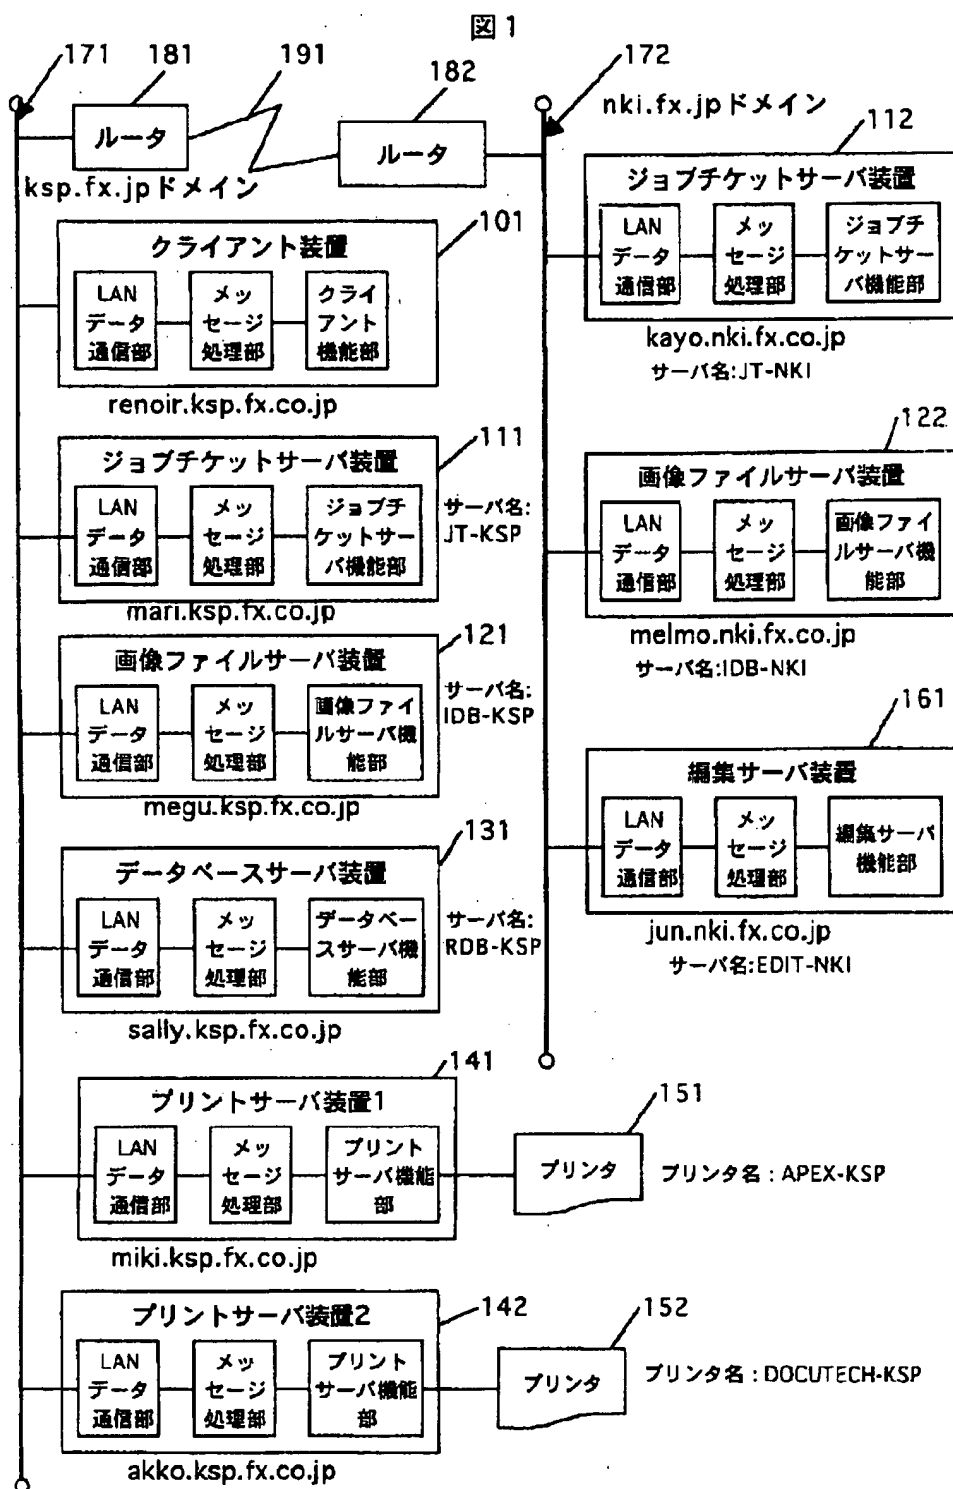 図1
171
181
191
182
172
nki.fx.jpドメイン
ルータ
ルータ
ksp.fx.jpドメイン
112
ジョブチケットサーバ装置
LAN
データ
通信部
メッ
セージ
処理部
ジョブチ
ケットサー
バ機能部
kayo.nki.fx.co.jp
サーバ名:JT-NKI
101
クライアント装置
LAN
データ
通信部
メッ
セージ
処理部
クライ
アント
機能部
renoir.ksp.fx.co.jp
111
ジョブチケットサーバ装置
LAN
データ
通信部
メッ
セージ
処理部
ジョブチ
ケットサー
バ機能部
サーバ名:
JT-KSP
mari.ksp.fx.co.jp
122
画像ファイルサーバ装置
LAN
データ
通信部
メッ
セージ
処理部
画像ファイ
ルサーバ機
能部
melmo.nki.fx.co.jp
サーバ名:IDB-NKI
121
画像ファイルサーバ装置
LAN
データ
通信部
メッ
セージ
処理部
画像ファイ
ルサーバ機
能部
サーバ名:
IDB-KSP
megu.ksp.fx.co.jp
161
編集サーバ装置
LAN
データ
通信部
メッ
セージ
処理部
編集サーバ
機能部
jun.nki.fx.co.jp
サーバ名:EDIT-NKI
131
データベースサーバ装置
LAN
データ
通信部
メッ
セージ
処理部
データベー
スサーバ機
能部
サーバ名:
RDB-KSP
sally.ksp.fx.co.jp
141
プリントサーバ装置1
LAN
データ
通信部
メッ
セージ
処理部
プリント
サーバ機能
部
miki.ksp.fx.co.jp
151
プリンタ
プリンタ名：APEX-KSP
142
プリントサーバ装置2
LAN
データ
通信部
メッ
セージ
処理部
プリント
サーバ機能
部
akko.ksp.fx.co.jp
152
プリンタ
プリンタ名：DOCUTECH-KSP